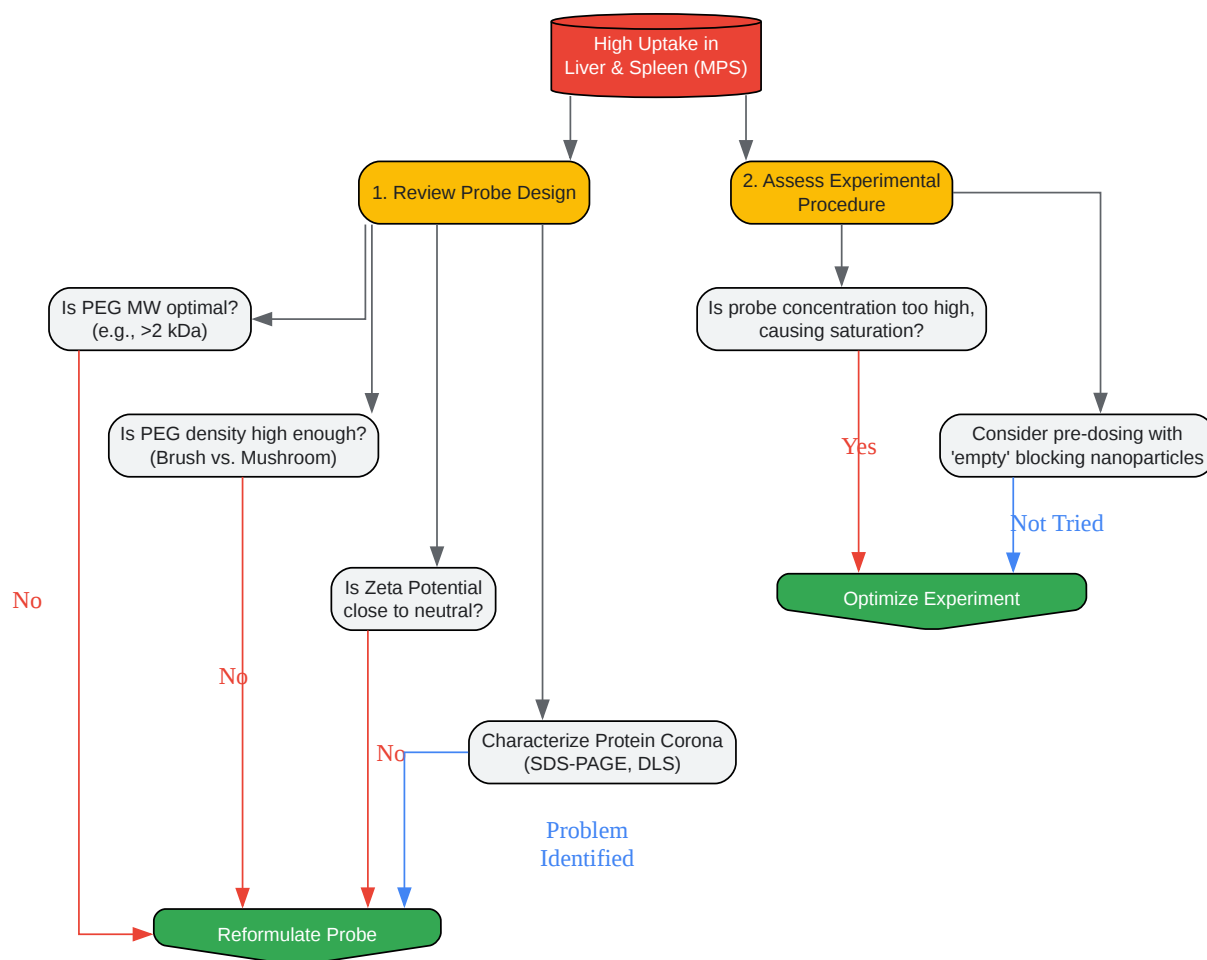 High Uptake in
Liver & Spleen (MPS)
1. Review Probe Design
2. Assess Experimental
Procedure
Is PEG MW optimal?
(e.g., >2 kDa)
Is probe concentration too high,
causing saturation?
Is PEG density high enough?
(Brush vs. Mushroom)
Yes
Consider pre-dosing with
'empty' blocking nanoparticles
Not Tried
Is Zeta Potential
close to neutral?
Optimize Experiment
No
No
No
Characterize Protein Corona
(SDS-PAGE, DLS)
Problem
Identified
Reformulate Probe